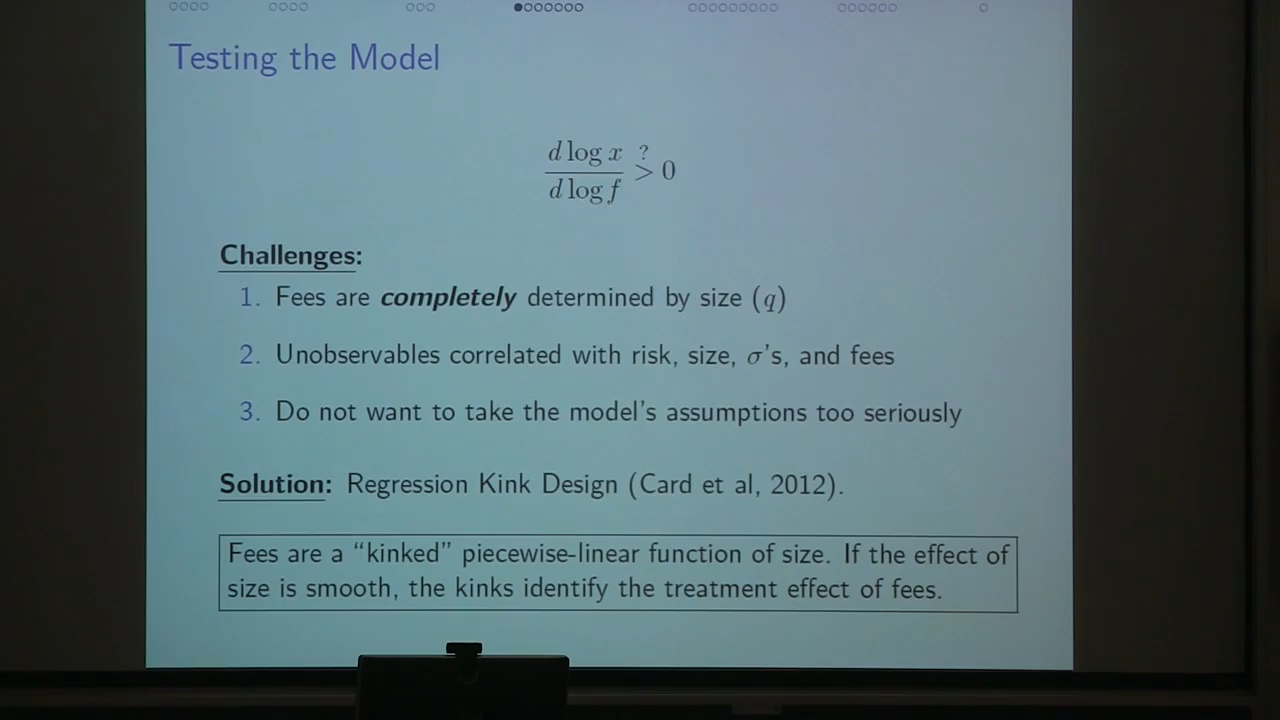 Testing the Model
d log x / d log f ?> 0
Challenges:
1. Fees are completely determined by size (q)
2. Unobservables correlated with risk, size, σ's, and fees
3. Do not want to take the model's assumptions too seriously
Solution: Regression Kink Design (Card et al, 2012).
Fees are a “kinked” piecewise-linear function of size. If the effect of
size is smooth, the kinks identify the treatment effect of fees.